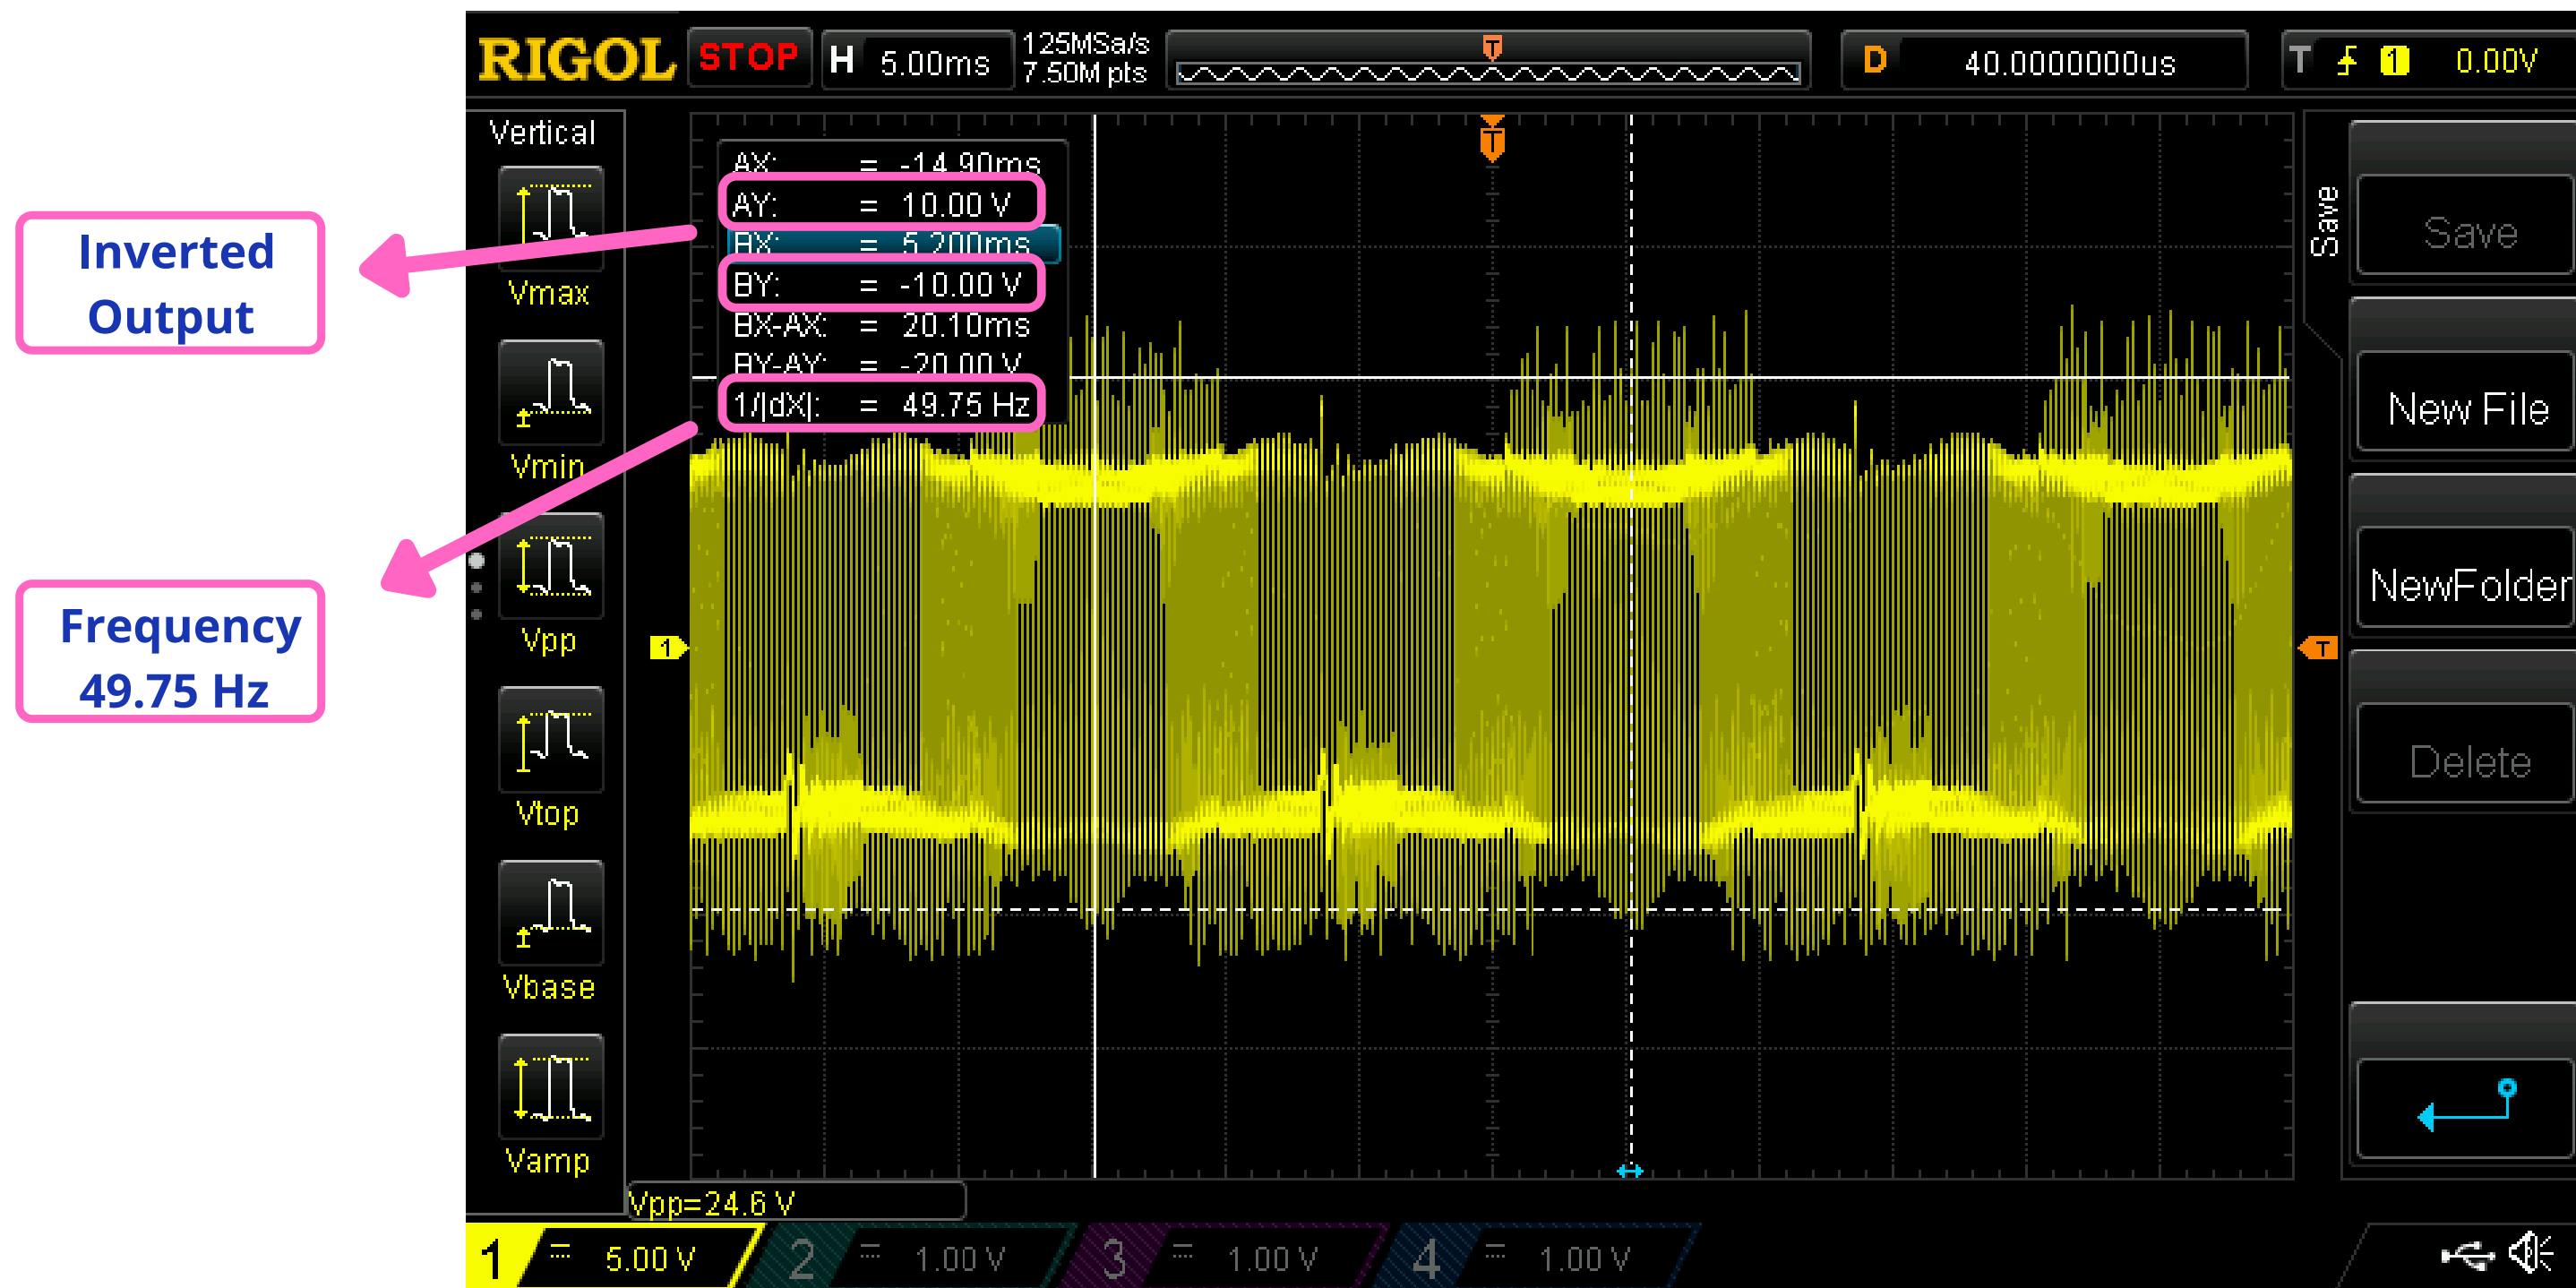 RIGOL STOP H 5.00ms 125MSa/s 7.50M pts T D 40.0000000us T 1 0.00V
Vertical
Vmax
Vmin
Vpp
Vtop
Vbase
Vamp
Inverted
Output
Frequency
49.75 Hz
AX: = -14.90ms
AY: = 10.00 V
BX: = 5.200ms
BY: = -10.00 V
BX-AX: = 20.10ms
BY-AY: = -20.00 V
1/|dX|: = 49.75 Hz
T
1
T
Save
Save
New File
NewFolder
Delete
Vpp=24.6 V
1 5.00 V 2 1.00 V 3 1.00 V 4 1.00 V